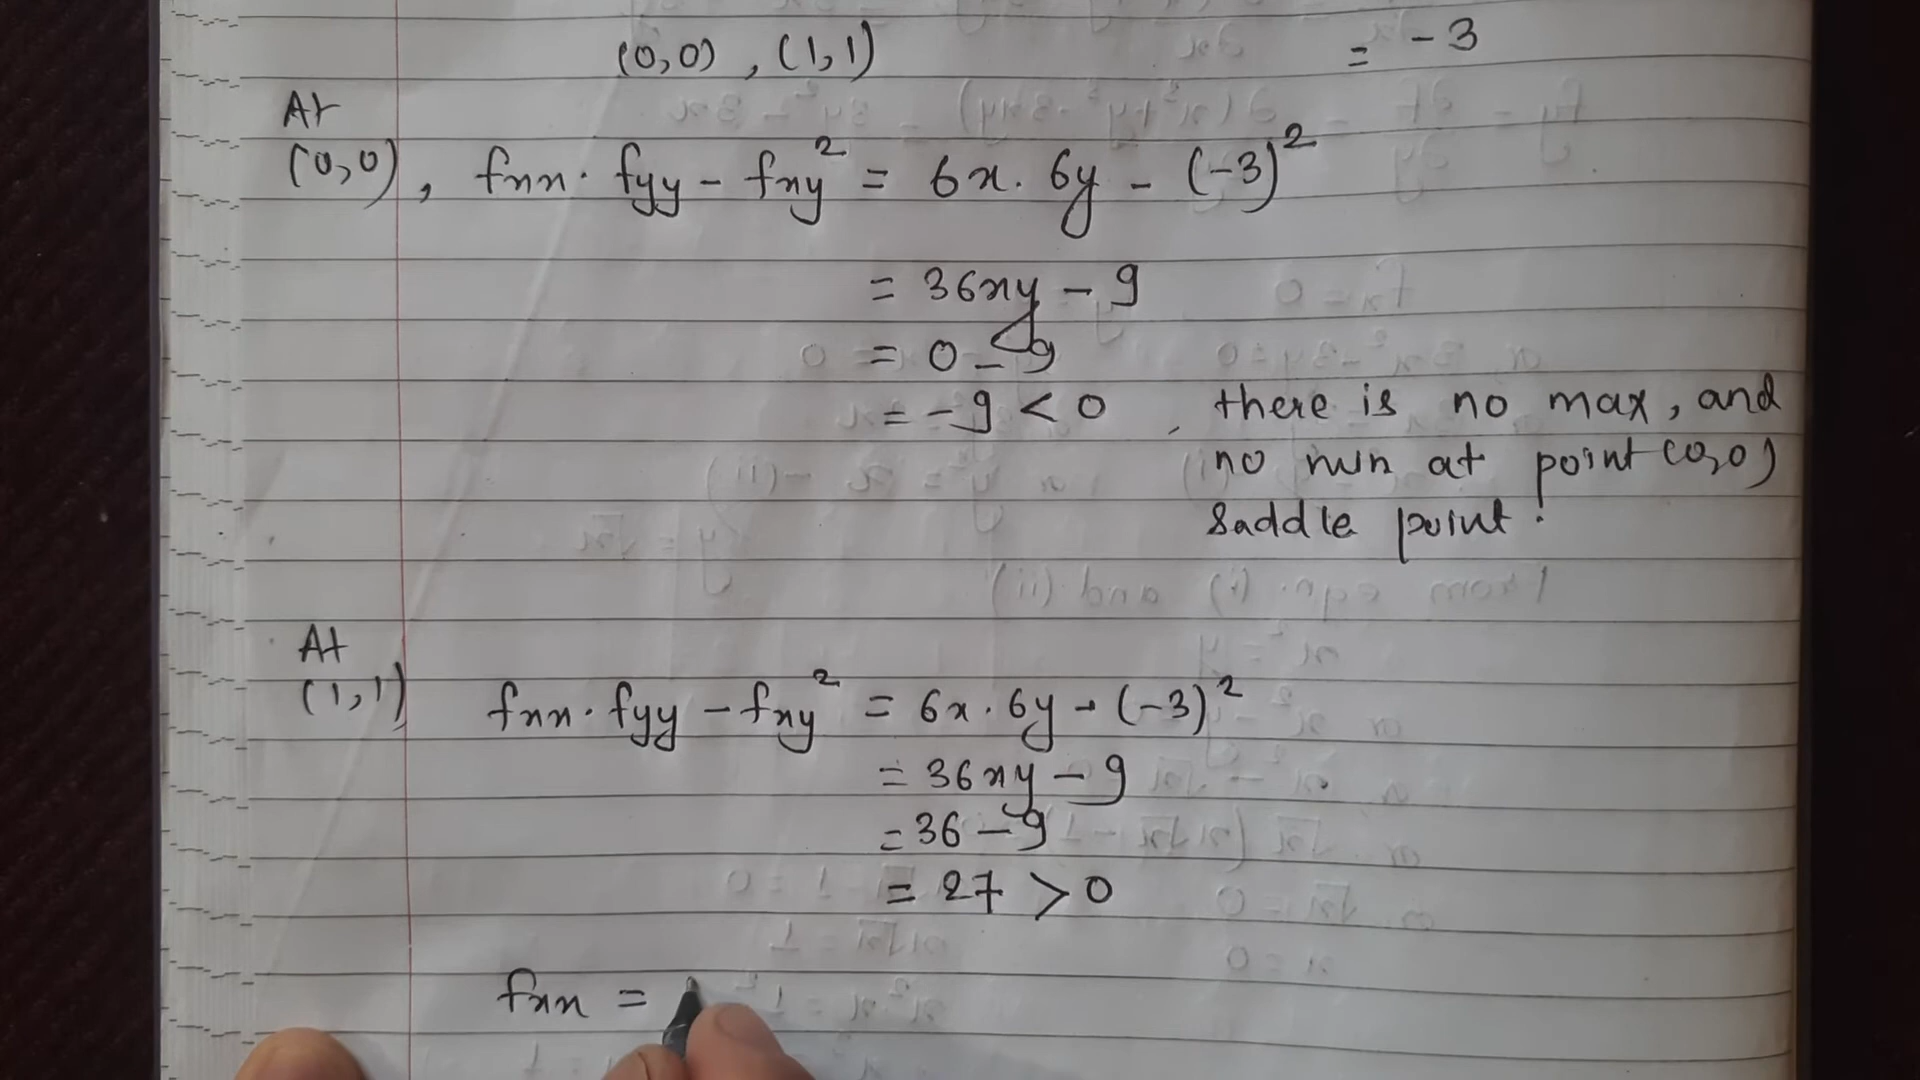 (0,0) , (1,1) = -3
At
(0,0), fxx · fyy - fxy² = 6x · 6y - (-3)²
= 36xy - 9
= 0 - 9
= -9 < 0 , there is no max, and
no min at point (0,0)
saddle point.
At
(1,1) fxx · fyy - fxy² = 6x · 6y - (-3)²
= 36xy - 9
= 36 - 9
= 27 > 0
fxx =